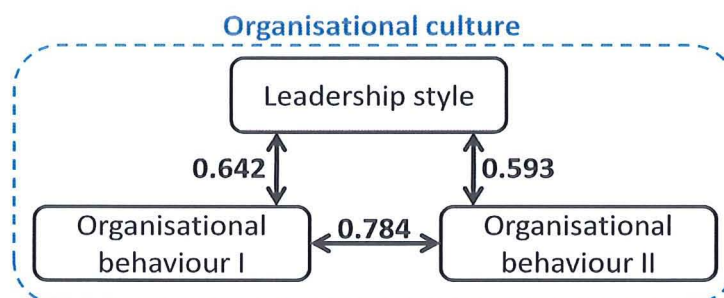 Organisational culture
Leadership style
0.642
0.593
Organisational
behaviour I
0.784
Organisational
behaviour II